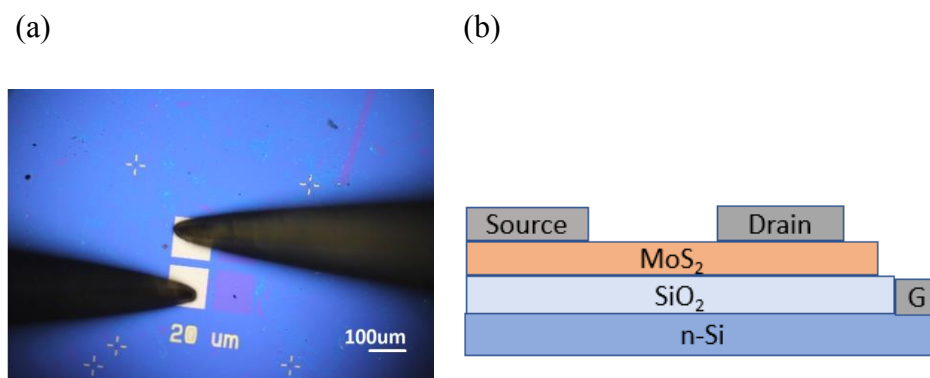 (a)
(b)
20 um
100um
Source
Drain
MoS₂
SiO₂
G
n-Si